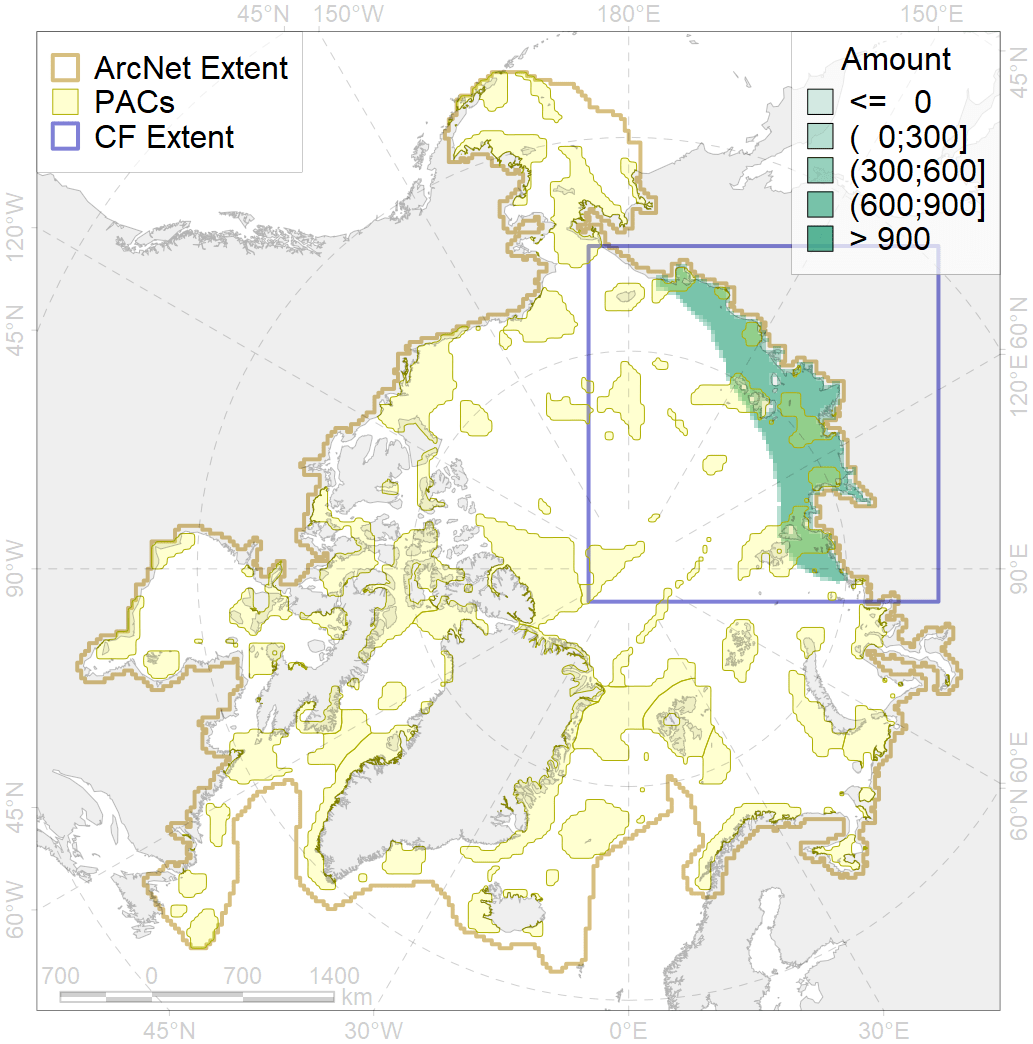 45°N 150°W 180°E 150°E
ArcNet Extent
PACs
CF Extent
Amount
<= 0
( 0;300]
(300;600]
(600;900]
> 900
120°W
45°N
90°W
45°N
60°W
45°N
60°N
120°E
90°E
60°E
60°N
700 0 700 1400
km
45°N 30°W 0°E 30°E